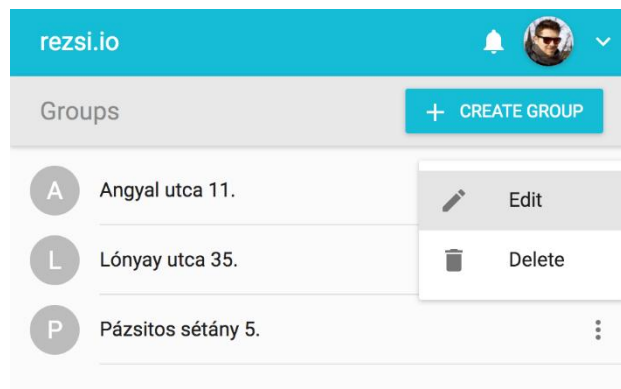 rezsi.io
Groups
+ CREATE GROUP
A
Angyal utca 11.
Edit
L
Lónyay utca 35.
Delete
P
Pázsitos sétány 5.